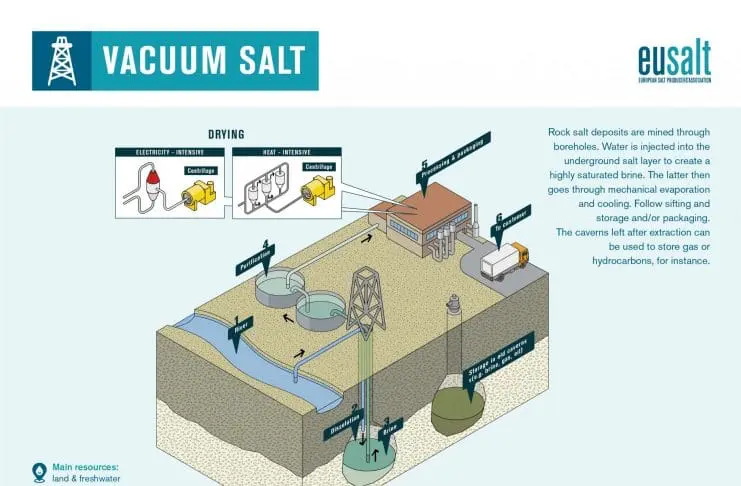 VACUUM SALT
eusalt
EUROPEAN SALT PRODUCERS'ASSOCIATION
DRYING
ELECTRICITY - INTENSIVE
Centrifuge
HEAT - INTENSIVE
Centrifuge
Rock salt deposits are mined through
boreholes. Water is injected into the
underground salt layer to create a
highly saturated brine. The latter then
goes through mechanical evaporation
and cooling. Follow sifting and
storage and/or packaging.
The caverns left after extraction can
be used to store gas or
hydrocarbons, for instance.
5
Processing & packaging
6
To customer
4
Purification
1
River
Storage in old caverns
(e.g. brine, gas, oil)
2
Dissolution
3
Brine
Main resources:
land & freshwater